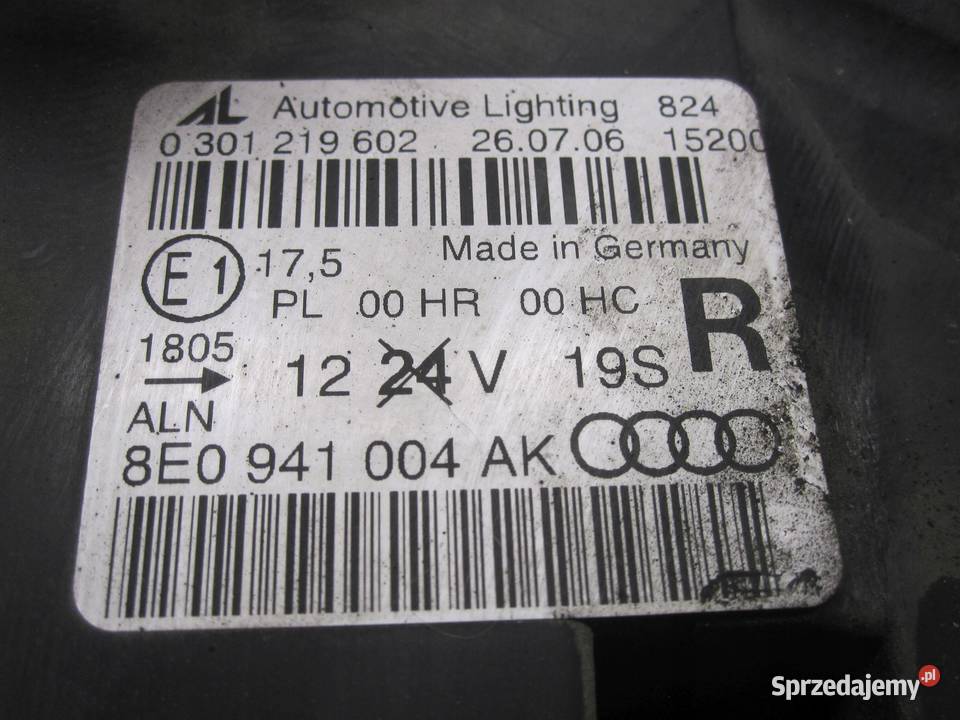 AL Automotive Lighting 824
0 301 219 602 26.07.06 15200
Made in Germany
E1 17,5
PL 00 HR 00 HC
R
1805
12 24 V 19S
ALN
8E0 941 004 AK
Sprzedajemy.pl